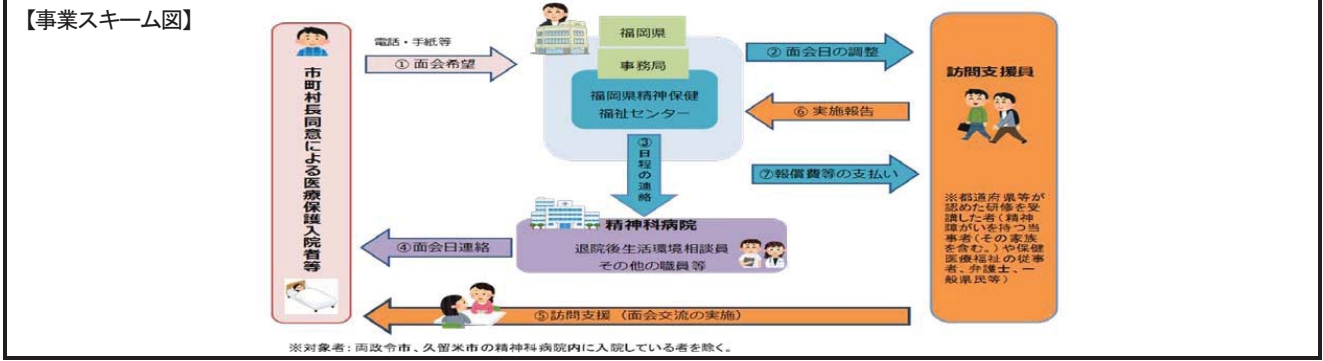 【事業スキーム図】
市町村長同意による医療保護入院者等
電話・手紙等
①面会希望
福岡県
事務局
福岡県精神保健
福祉センター
②面会日の調整
⑥実施報告
⑦報償費等の支払い
③日程の連絡
精神科病院
退院後生活環境相談員
その他の職員等
④面会日連絡
⑤訪問支援（面会交流の実施）
訪問支援員
※都道府県等が
認めた研修を受
講した者（精神
障がいを持つ当
事者（その家族
を含む。）や保健
医療福祉の従事
者、弁護士、一
般県民等）
※対象者：両政令市、久留米市の精神科病院内に入院している者を除く。